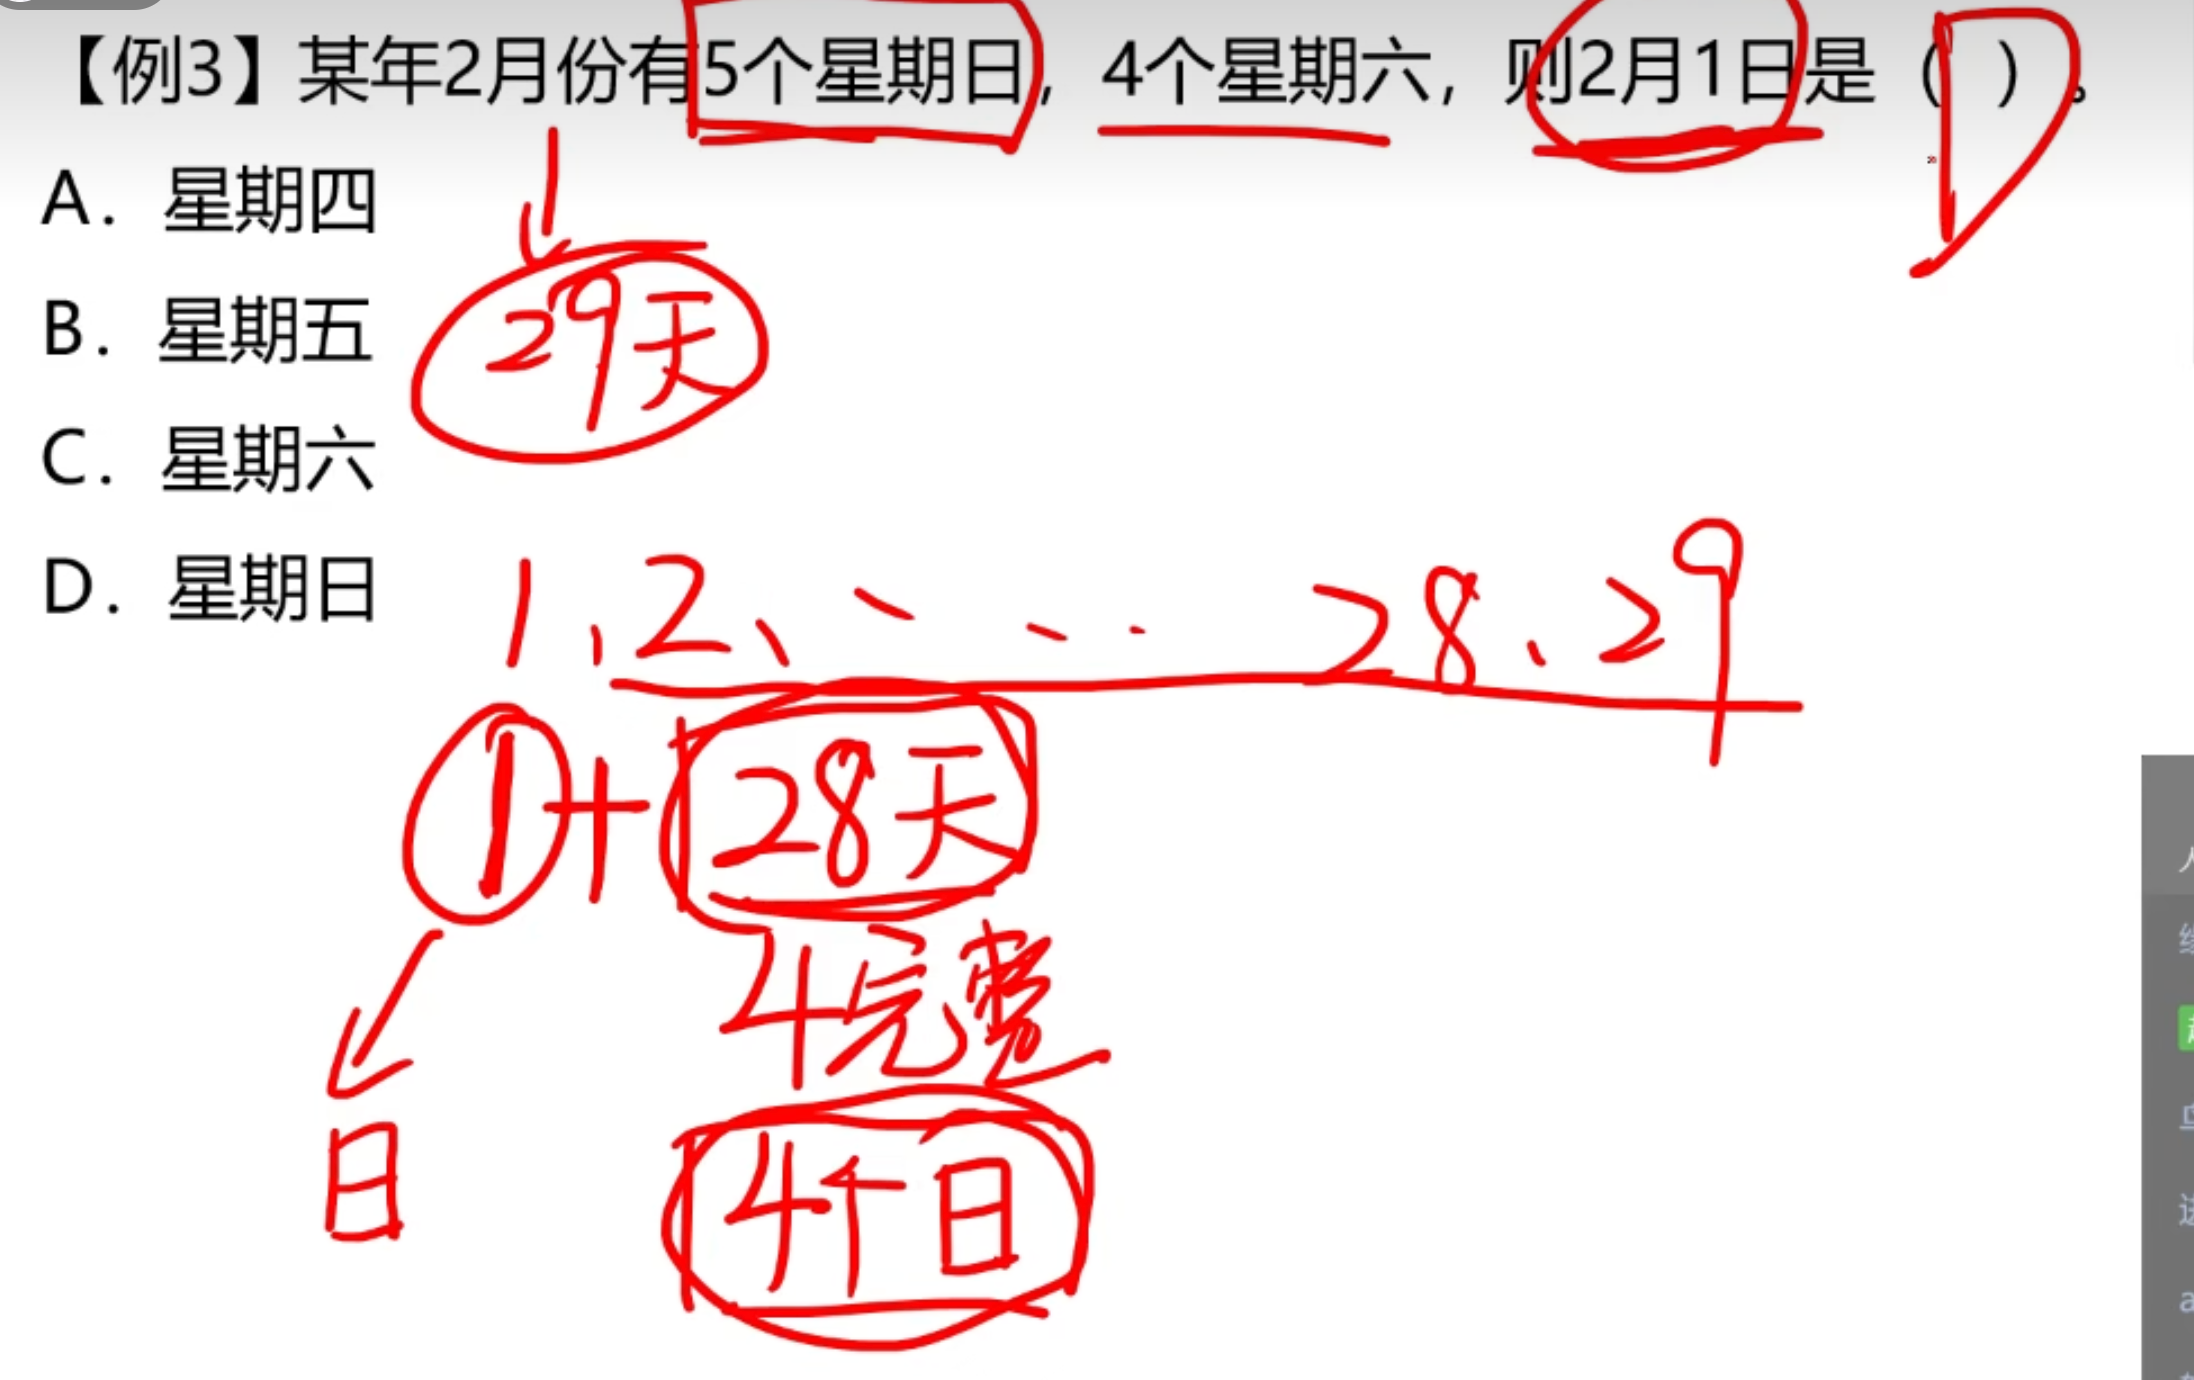 【例3】某年2月份有5个星期日，4个星期六，则2月1日是（ ）。
D
A. 星期四
B. 星期五
29天
C. 星期六
D. 星期日
1、2、、... 28、29
1+28天
4完整
日
4个日